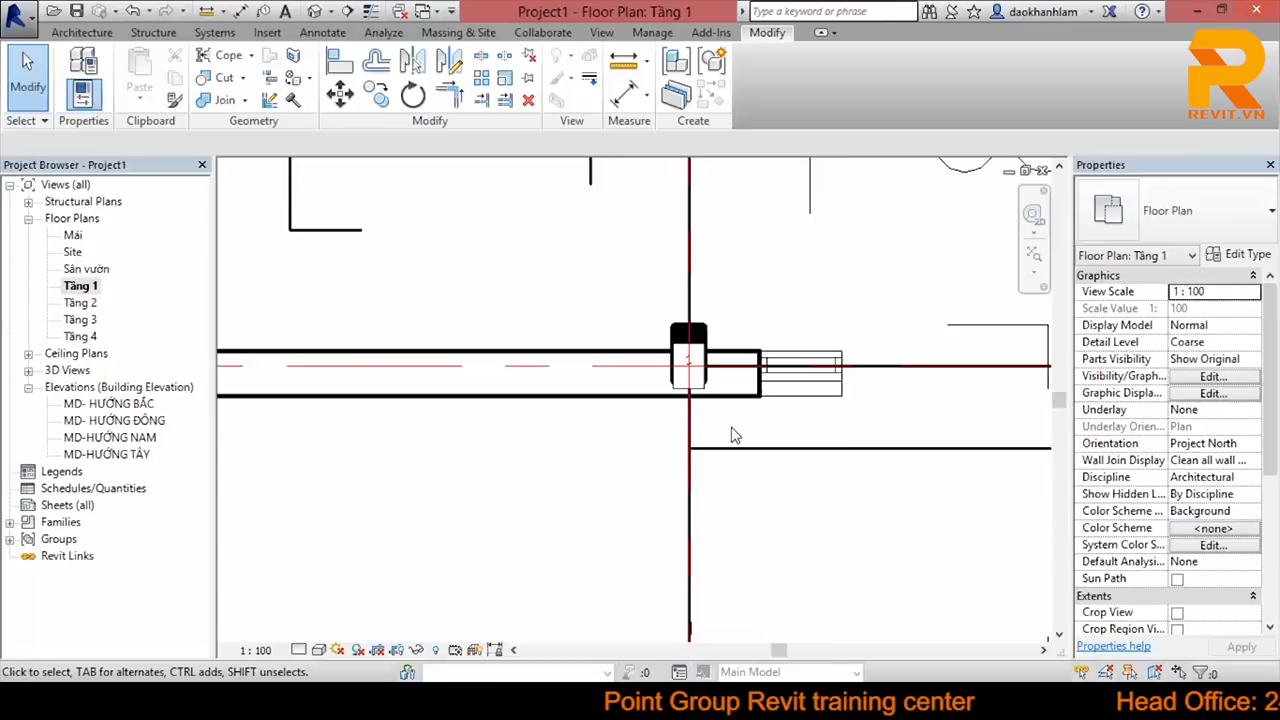 Project1 - Floor Plan: Tầng 1
Type a keyword or phrase
daokhanhlam
Architecture Structure Systems Insert Annotate Analyze Massing & Site Collaborate View Manage Add-Ins Modify
Modify
Paste
Cope
Cut
Join
Select Properties Clipboard Geometry Modify View Measure Create
REVIT.VN
Project Browser - Project1
Views (all)
Structural Plans
Floor Plans
Mái
Site
Sân vườn
Tầng 1
Tầng 2
Tầng 3
Tầng 4
Ceiling Plans
3D Views
Elevations (Building Elevation)
MD- HƯỚNG BẮC
MD- HƯỚNG ĐÔNG
MD-HƯỚNG NAM
MD-HƯỚNG TÂY
Legends
Schedules/Quantities
Sheets (all)
Families
Groups
Revit Links
2D
Properties
Floor Plan
Floor Plan: Tầng 1 Edit Type
Graphics
View Scale 1 : 100
Scale Value 1: 100
Display Model Normal
Detail Level Coarse
Parts Visibility Show Original
Visibility/Graph... Edit...
Graphic Displa... Edit...
Underlay None
Underlay Orien... Plan
Orientation Project North
Wall Join Display Clean all wall ...
Discipline Architectural
Show Hidden L... By Discipline
Color Scheme ... Background
Color Scheme <none>
System Color S... Edit...
Default Analysi... None
Sun Path
Extents
Crop View
Crop Region Vi...
Properties help Apply
1 : 100
Click to select, TAB for alternates, CTRL adds, SHIFT unselects.
:0 Main Model :0
Point Group Revit training center Head Office: 2